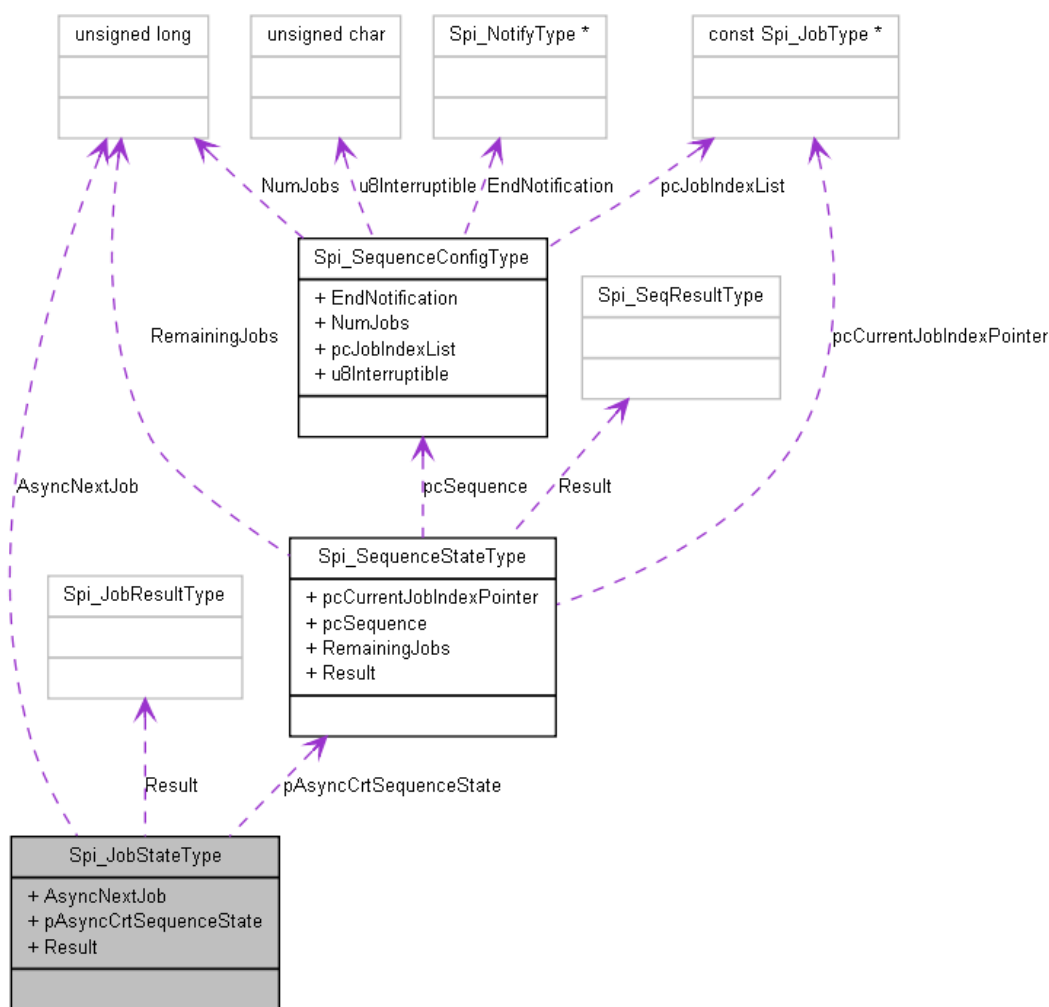 unsigned long
unsigned char
Spi_NotifyType *
const Spi_JobType *
NumJobs
u8Interruptible
EndNotification
pcJobIndexList
Spi_SequenceConfigType
+ EndNotification
+ NumJobs
+ pcJobIndexList
+ u8Interruptible
Spi_SeqResultType
RemainingJobs
pcCurrentJobIndexPointer
AsyncNextJob
pcSequence
Result
Spi_SequenceStateType
+ pcCurrentJobIndexPointer
+ pcSequence
+ RemainingJobs
+ Result
Spi_JobResultType
Result
pAsyncCrtSequenceState
Spi_JobStateType
+ AsyncNextJob
+ pAsyncCrtSequenceState
+ Result